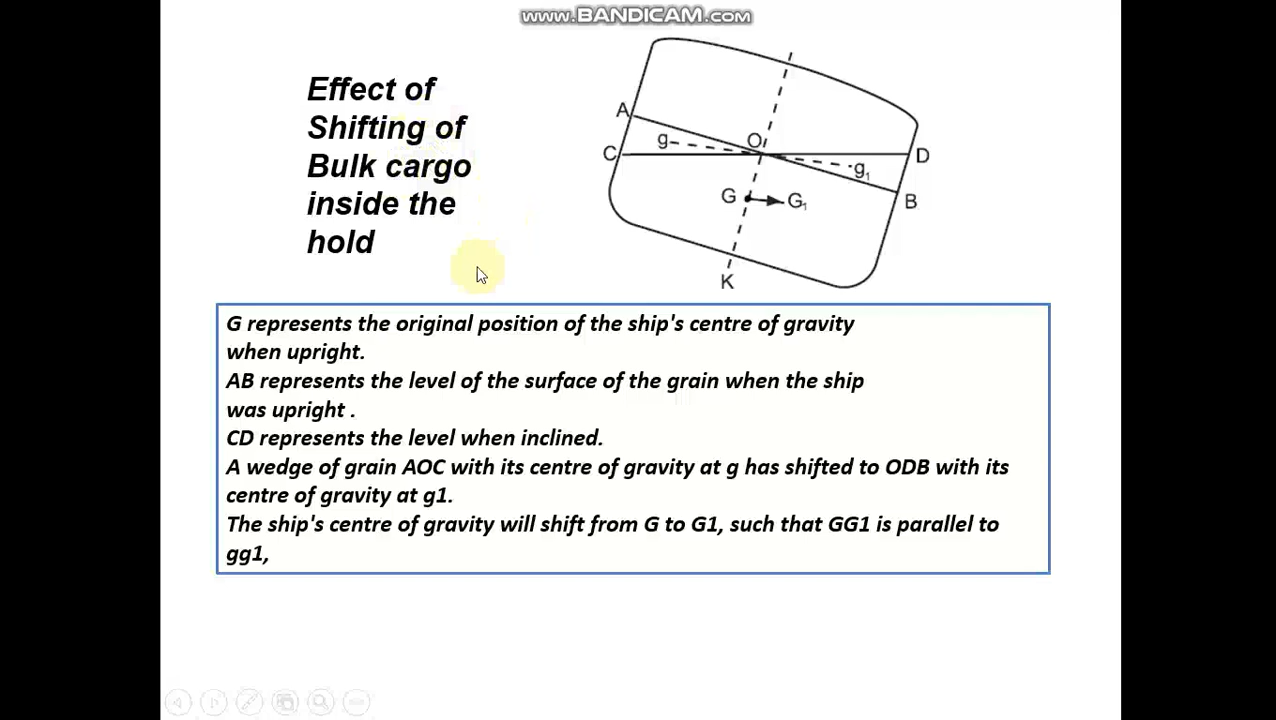 www.BANDICAM.com
Effect of
Shifting of
Bulk cargo
inside the
hold
A
g
O
C
D
g1
G
G1
B
K
G represents the original position of the ship's centre of gravity
when upright.
AB represents the level of the surface of the grain when the ship
was upright .
CD represents the level when inclined.
A wedge of grain AOC with its centre of gravity at g has shifted to ODB with its
centre of gravity at g1.
The ship's centre of gravity will shift from G to G1, such that GG1 is parallel to
gg1,